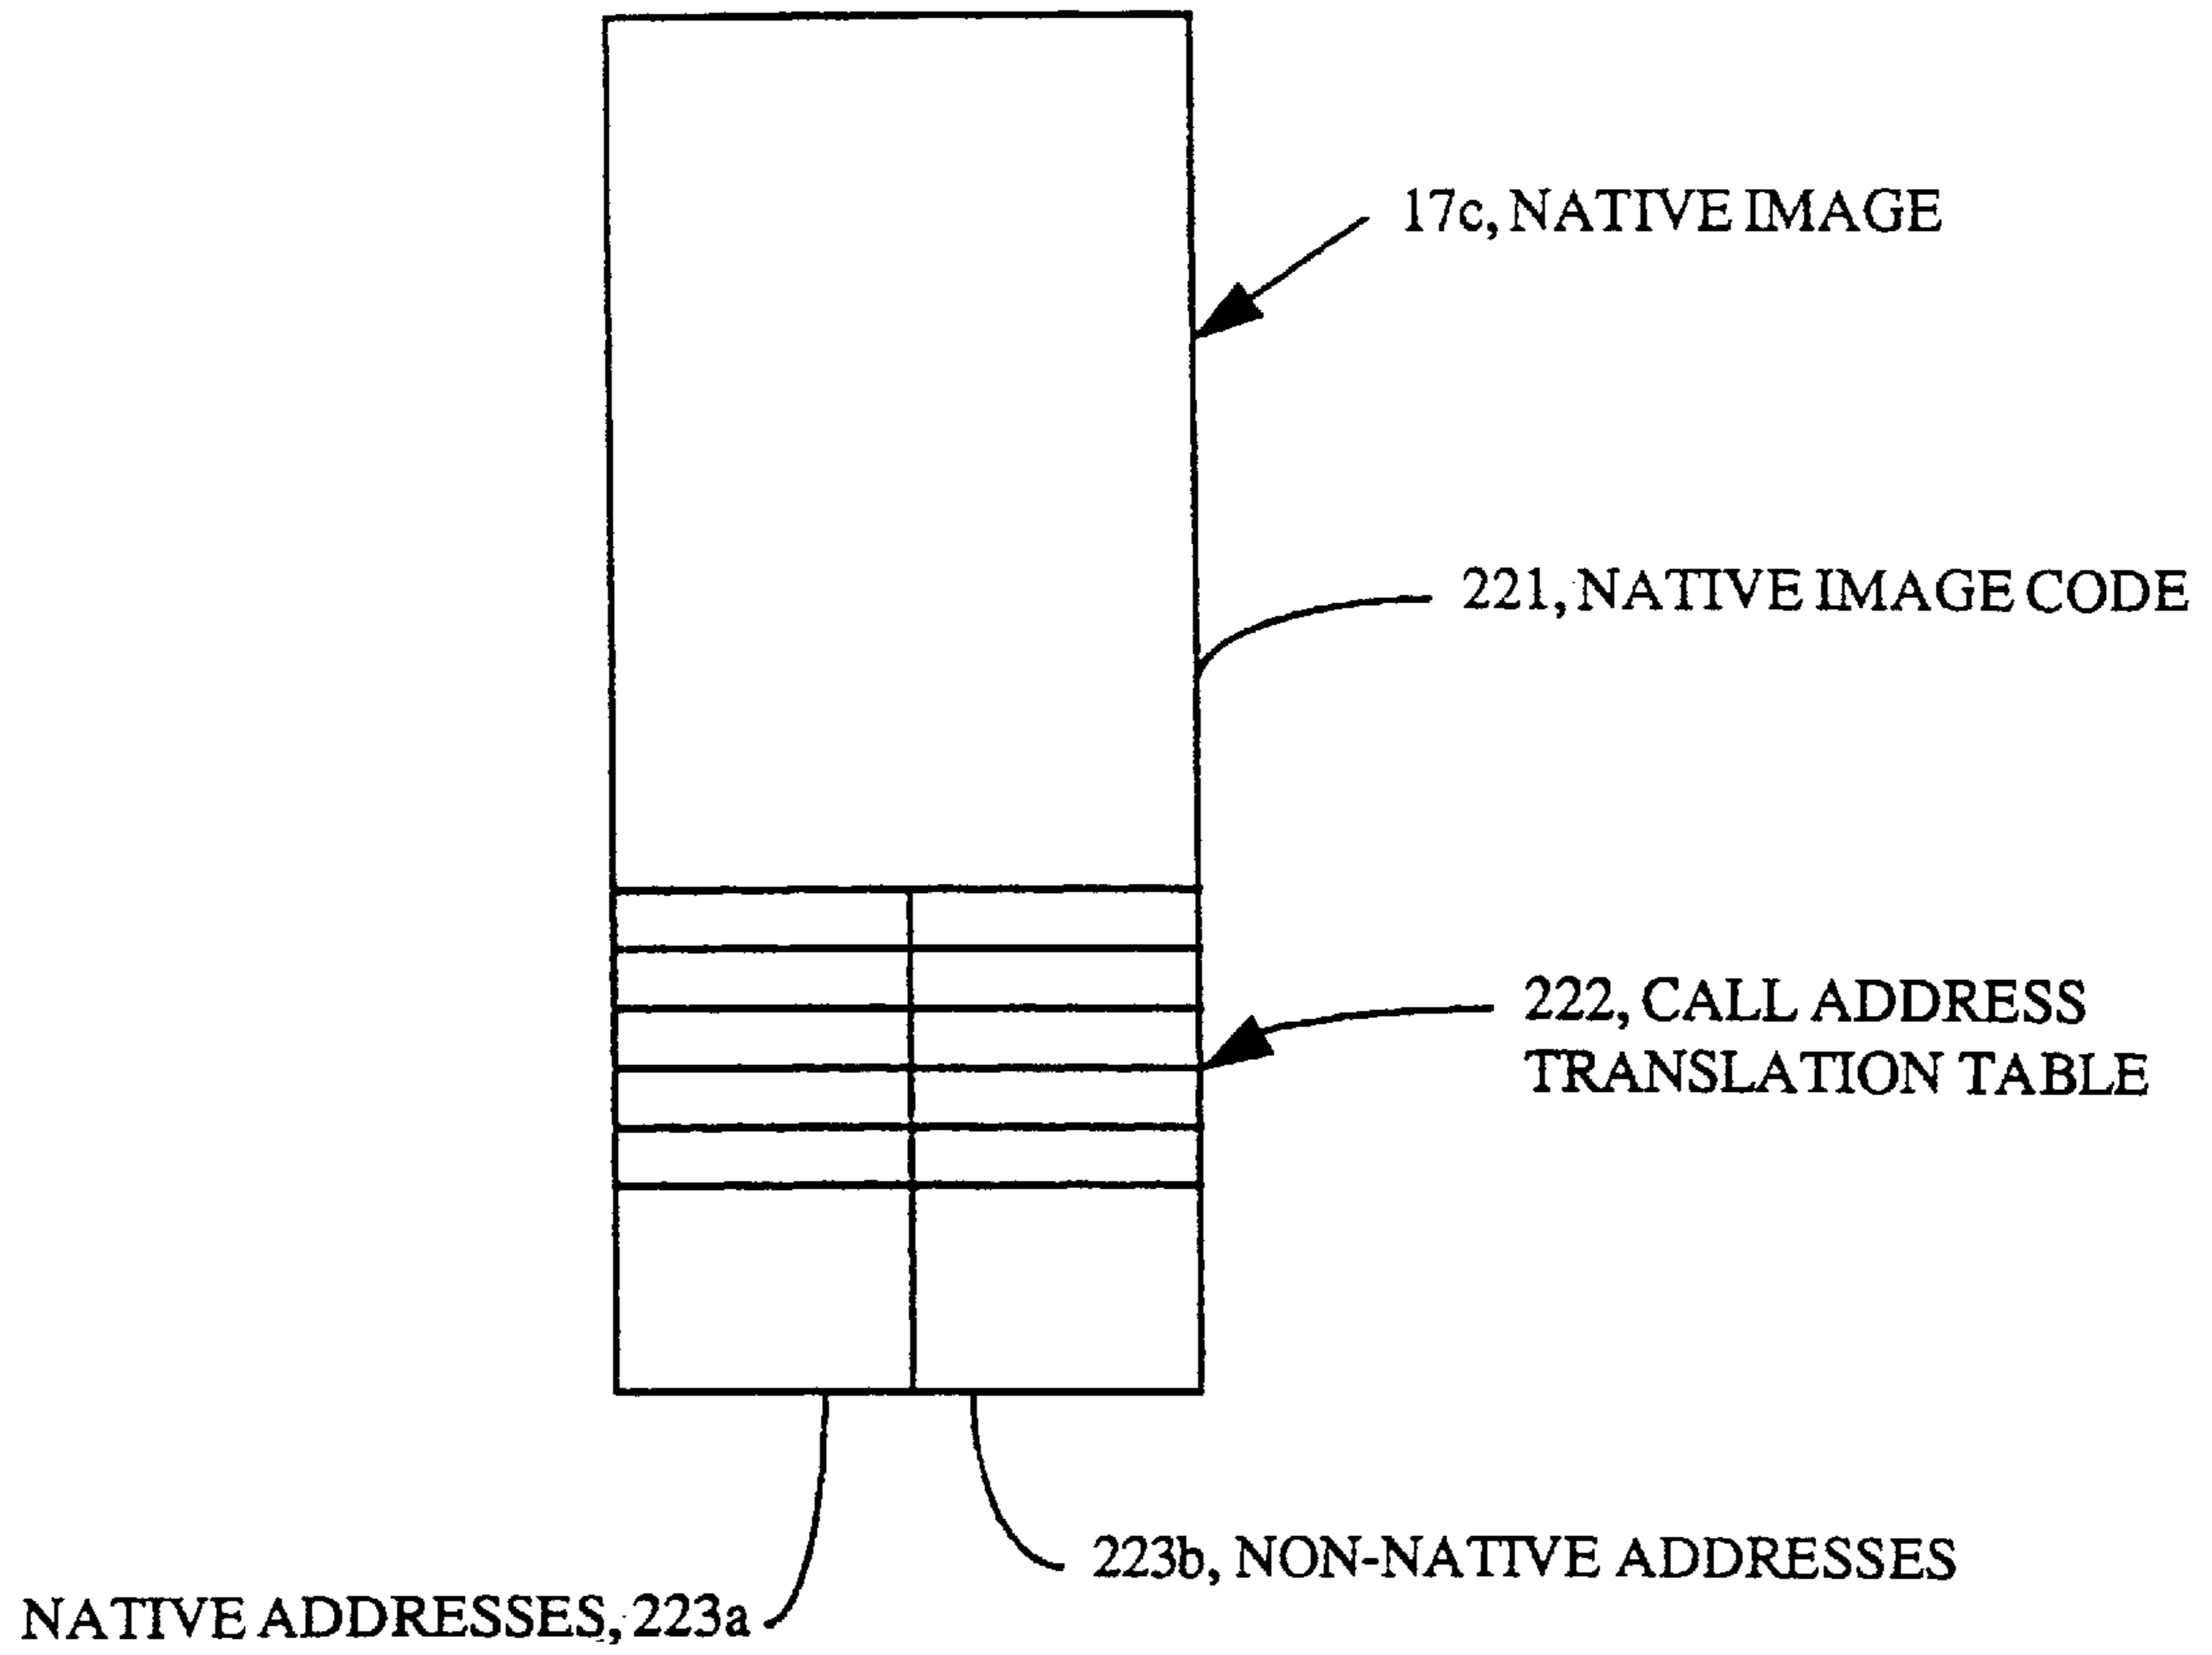 17c, NATIVE IMAGE
221, NATIVE IMAGE CODE
222, CALL ADDRESS
TRANSLATION TABLE
223b, NON-NATIVE ADDRESSES
NATIVE ADDRESSES, 223a